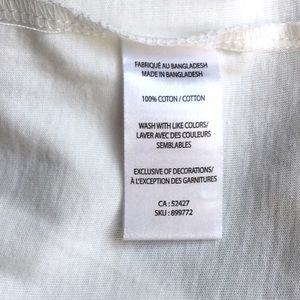 FABRIQUÉ AU BANGLADESH
MADE IN BANGLADESH
100% COTON / COTTON
WASH WITH LIKE COLORS/
LAVER AVEC DES COULEURS
SEMBLABLES
EXCLUSIVE OF DECORATIONS/
À L'EXCEPTION DES GARNITURES
CA : 52427
SKU : 899772